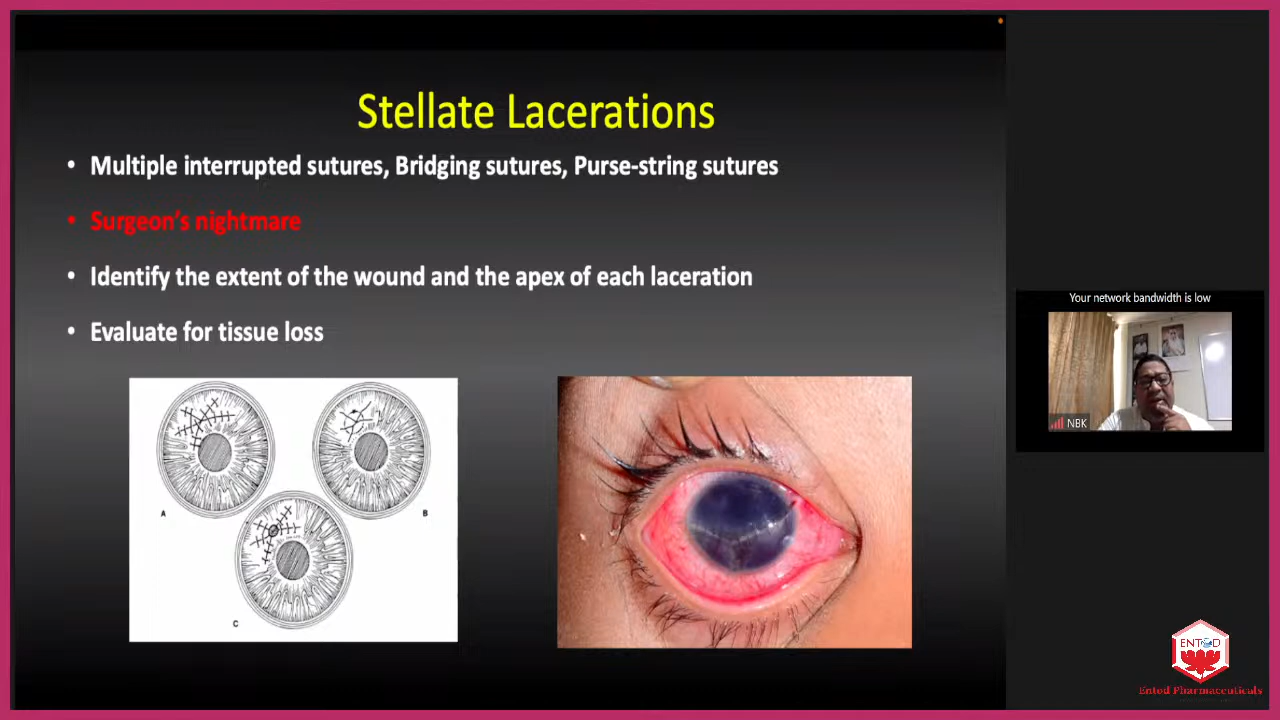 Stellate Lacerations
• Multiple interrupted sutures, Bridging sutures, Purse-string sutures
• Surgeon's nightmare
• Identify the extent of the wound and the apex of each laceration
• Evaluate for tissue loss
A
B
C
Your network bandwidth is low
NBK
ENTOD
Entod Pharmaceuticals